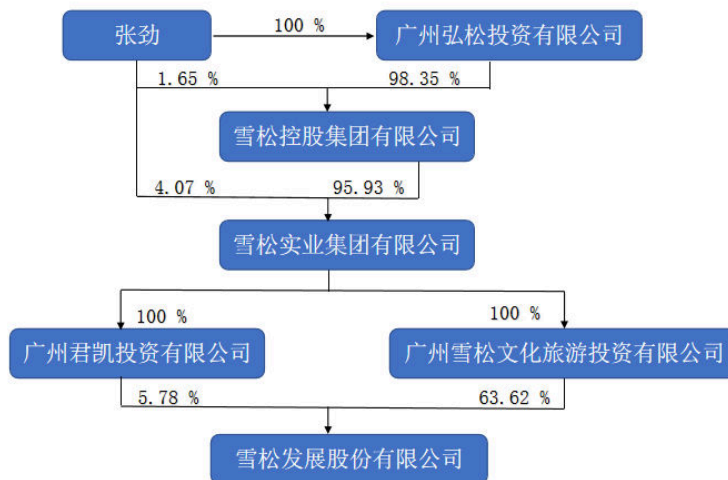 张劲
100 %
广州弘松投资有限公司
1.65 %
98.35 %
雪松控股集团有限公司
4.07 %
95.93 %
雪松实业集团有限公司
100 %
100 %
广州君凯投资有限公司
广州雪松文化旅游投资有限公司
5.78 %
63.62 %
雪松发展股份有限公司